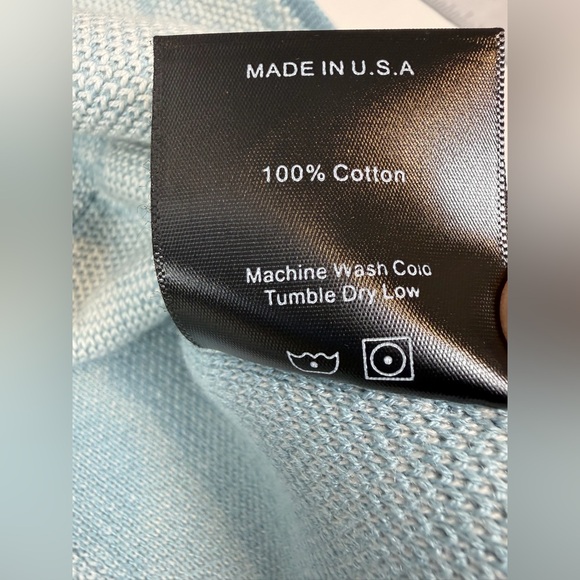 MADE IN U.S.A
100% Cotton
Machine Wash Cold
Tumble Dry Low